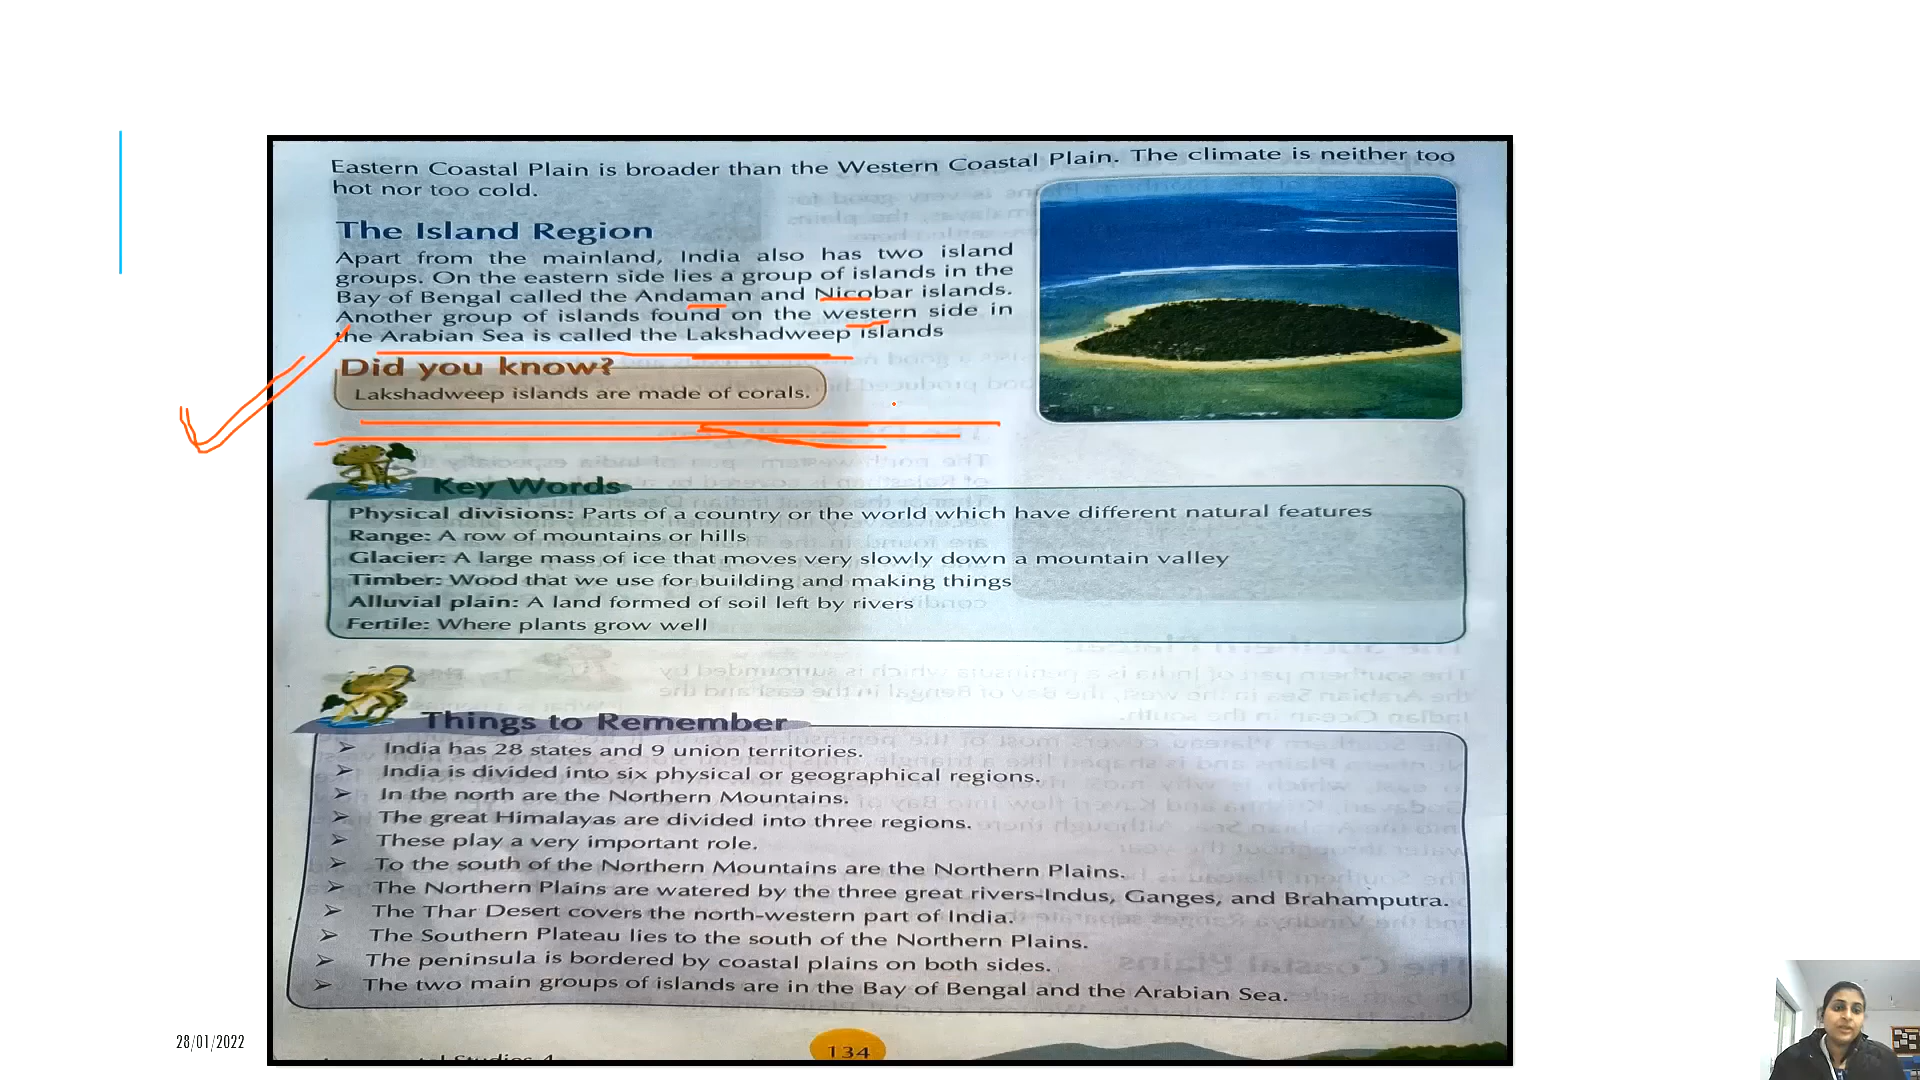 Eastern Coastal Plain is broader than the Western Coastal Plain. The climate is neither too
hot nor too cold.
The Island Region
Apart from the mainland, India also has two island
groups. On the eastern side lies a group of islands in the
Bay of Bengal called the Andaman and Nicobar islands.
Another group of islands found on the western side in
the Arabian Sea is called the Lakshadweep islands
Did you know?
Lakshadweep islands are made of corals.
Key Words
Physical divisions: Parts of a country or the world which have different natural features
Range: A row of mountains or hills
Glacier: A large mass of ice that moves very slowly down a mountain valley
Timber: Wood that we use for building and making things
Alluvial plain: A land formed of soil left by rivers
Fertile: Where plants grow well
Things to Remember
➢ India has 28 states and 9 union territories.
➢ India is divided into six physical or geographical regions.
➢ In the north are the Northern Mountains.
➢ The great Himalayas are divided into three regions.
➢ These play a very important role.
➢ To the south of the Northern Mountains are the Northern Plains.
➢ The Northern Plains are watered by the three great rivers-Indus, Ganges, and Brahamputra.
➢ The Thar Desert covers the north-western part of India.
➢ The Southern Plateau lies to the south of the Northern Plains.
➢ The peninsula is bordered by coastal plains on both sides.
➢ The two main groups of islands are in the Bay of Bengal and the Arabian Sea.
28/01/2022
134